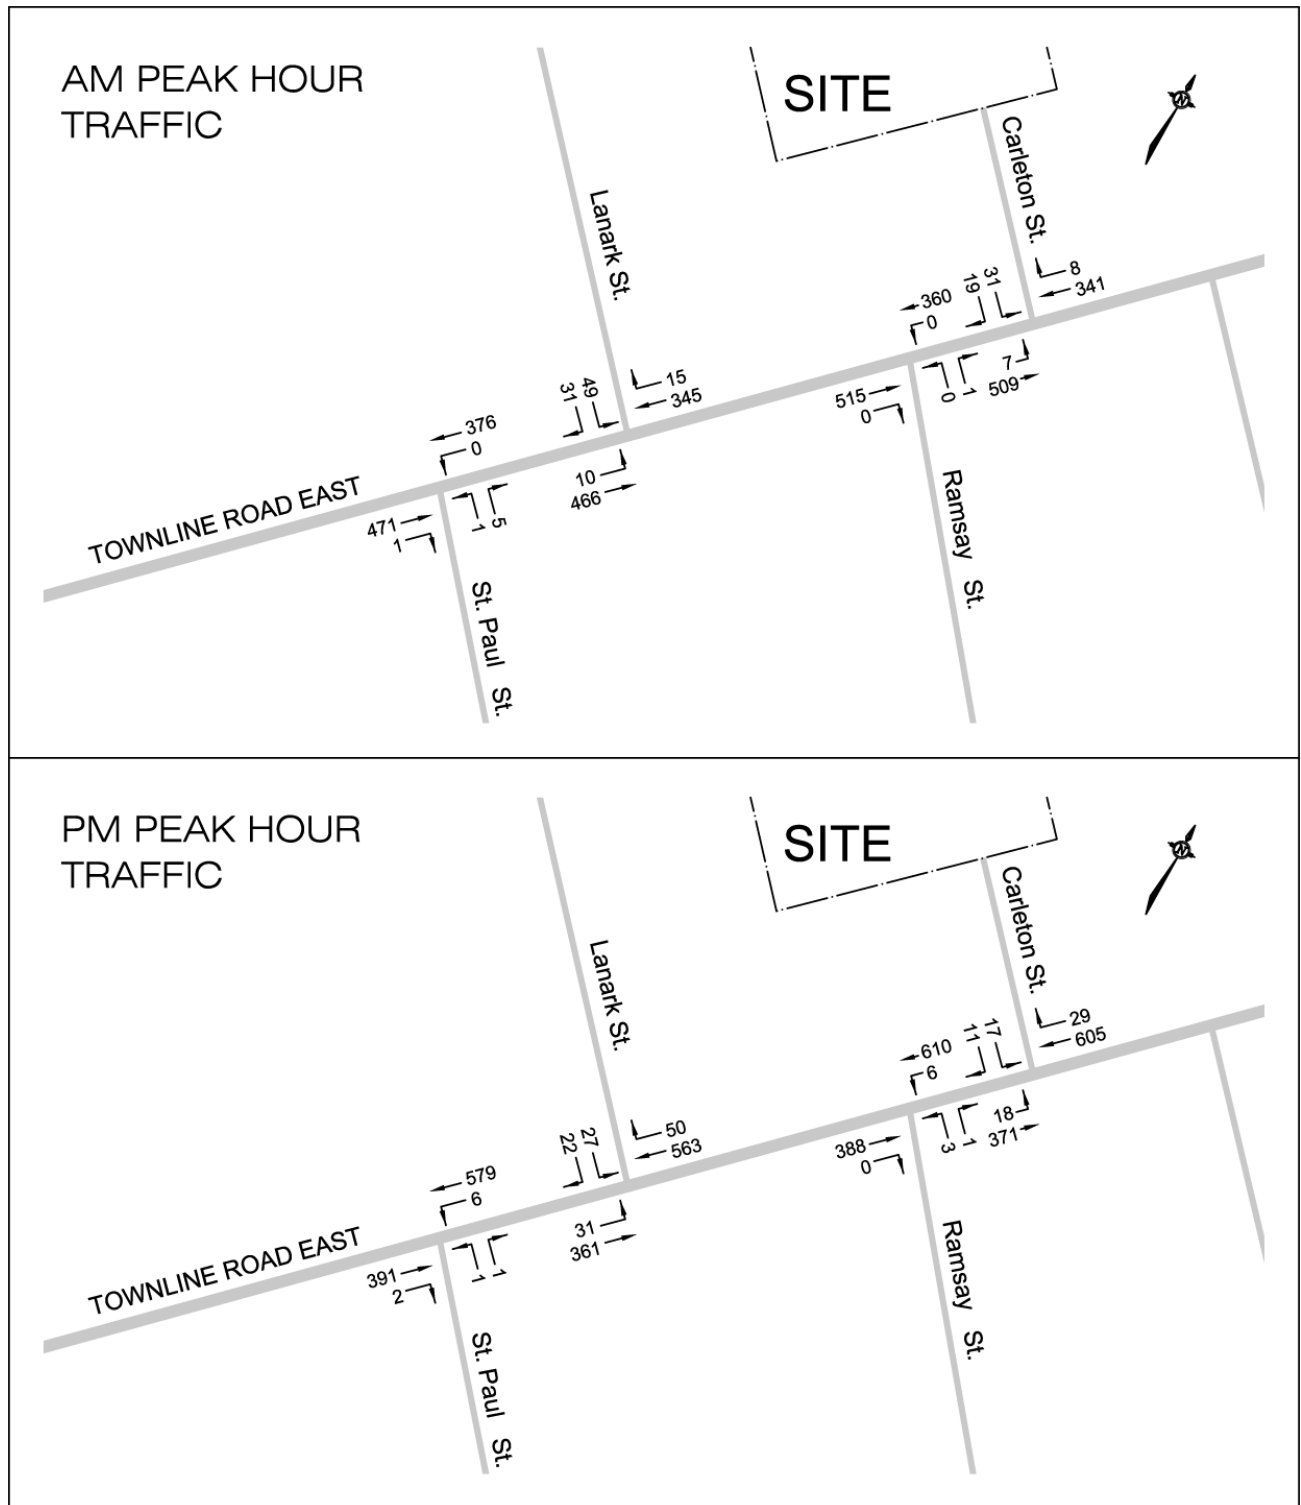 AM PEAK HOUR
TRAFFIC
SITE
N
Carleton St.
Lanark St.
8
341
31
19
360
0
7
509
515
0
0
1
15
345
49
31
10
466
376
0
471
1
1
5
TOWNLINE ROAD EAST
Ramsay St.
St. Paul St.
PM PEAK HOUR
TRAFFIC
SITE
N
Carleton St.
Lanark St.
29
605
17
11
610
6
18
371
388
0
3
1
50
563
27
22
31
361
579
6
391
2
1
1
TOWNLINE ROAD EAST
Ramsay St.
St. Paul St.